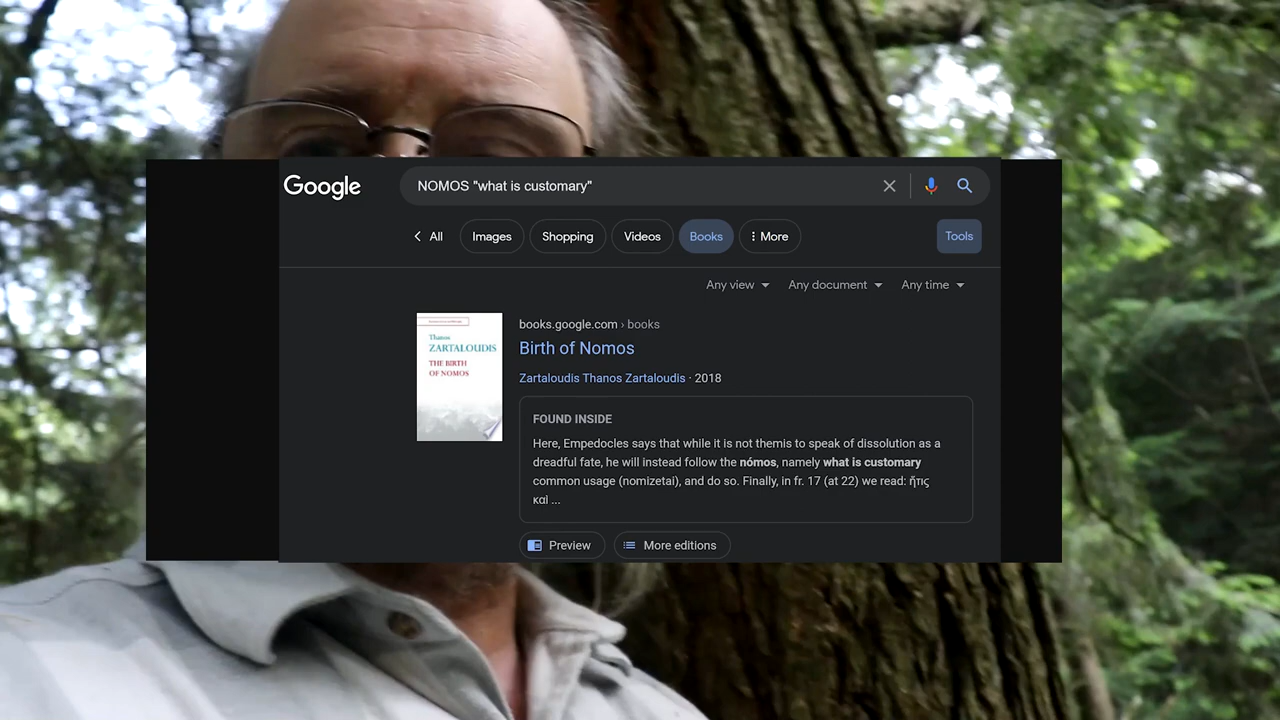 Google
NOMOS "what is customary"
All
Images
Shopping
Videos
Books
More
Tools
Any view
Any document
Any time
books.google.com › books
Birth of Nomos
Zartaloudis Thanos Zartaloudis · 2018
Thanos
ZARTALOUDIS
THE BIRTH
OF NOMOS
FOUND INSIDE
Here, Empedocles says that while it is not themis to speak of dissolution as a
dreadful fate, he will instead follow the nómos, namely what is customary
common usage (nomizetai), and do so. Finally, in fr. 17 (at 22) we read: ἥτις
καὶ ...
Preview
More editions